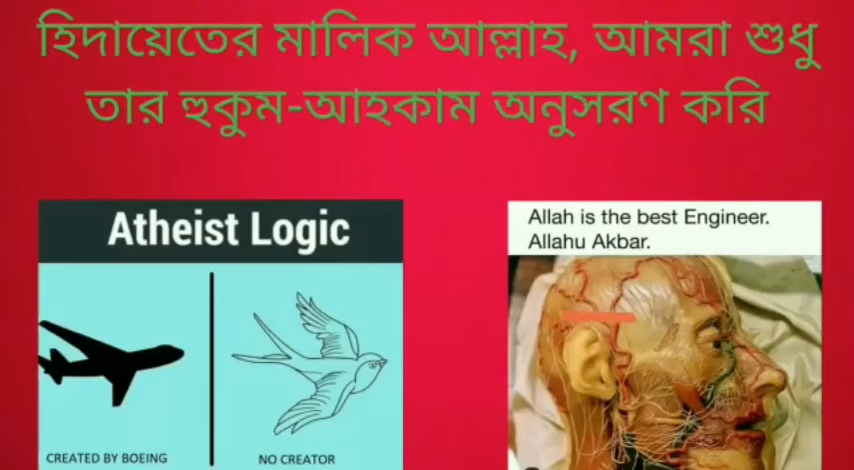 হিদায়েতের মালিক আল্লাহ, আমরা শুধু
তার হুকুম-আহকাম অনুসরণ করি
Atheist Logic
CREATED BY BOEING
NO CREATOR
Allah is the best Engineer.
Allahu Akbar.